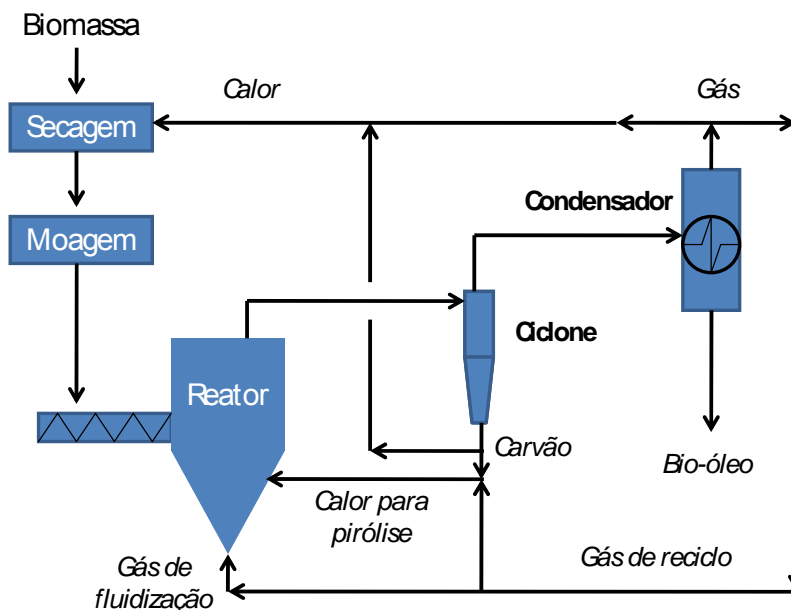 Biomassa
Calor
Gás
Secagem
Condensador
Moagem
Ciclone
Reator
Carvão
Bio-óleo
Calor para
pirólise
Gás de reciclo
Gás de
fluidização